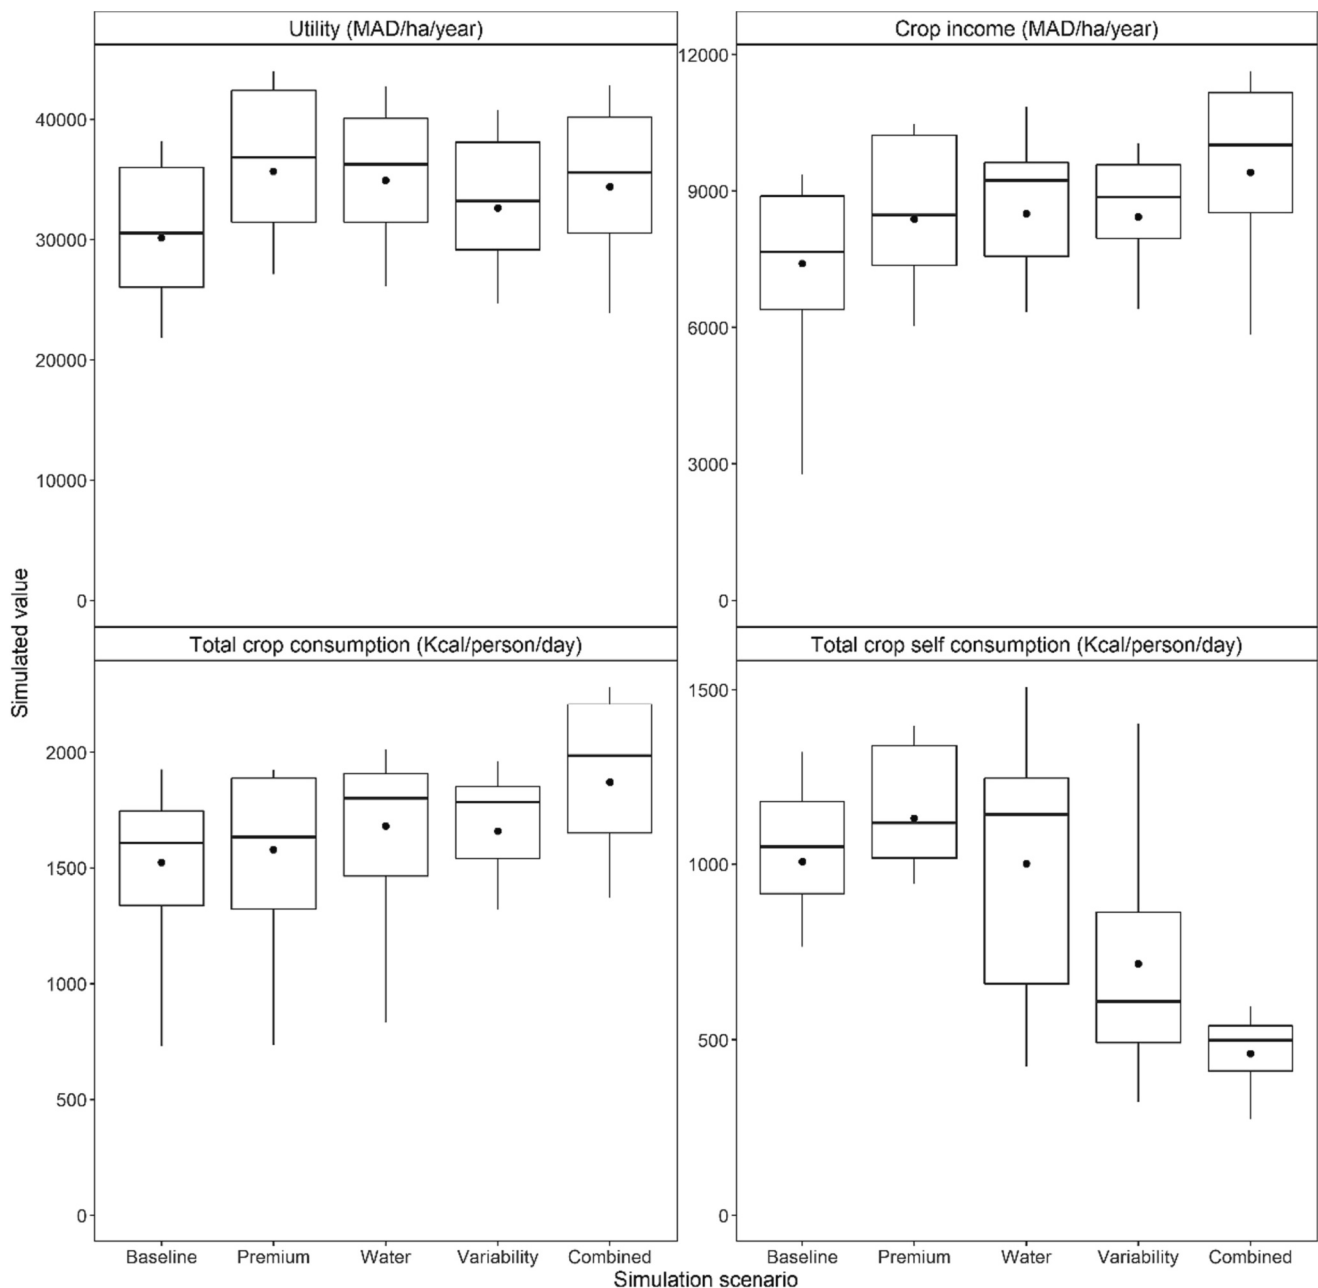 Utility (MAD/ha/year)
Crop income (MAD/ha/year)
40000
30000
20000
10000
0
12000
9000
6000
3000
0
Simulated value
Total crop consumption (Kcal/person/day)
Total crop self consumption (Kcal/person/day)
2000
1500
1000
500
0
1500
1000
500
0
Baseline Premium Water Variability Combined
Baseline Premium Water Variability Combined
Simulation scenario